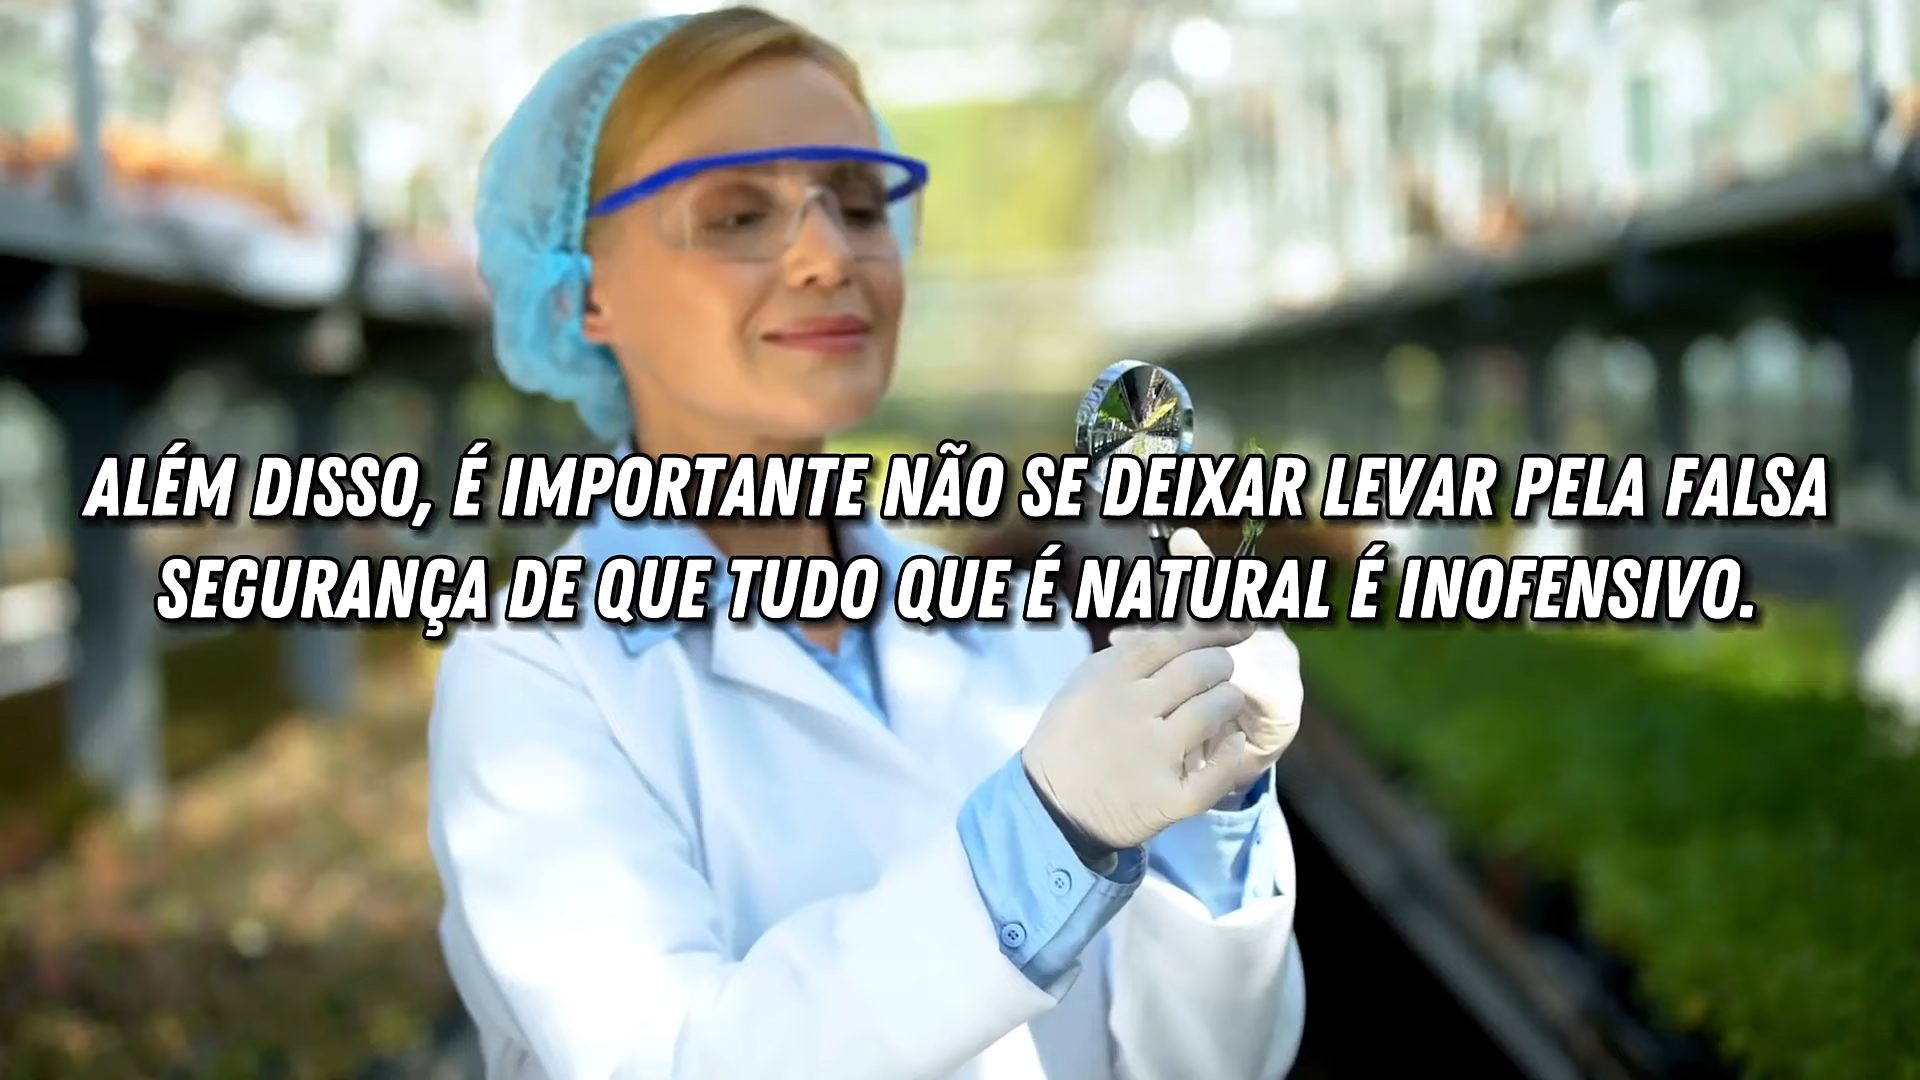 ALÉM DISSO, É IMPORTANTE NÃO SE DEIXAR LEVAR PELA FALSA
SEGURANÇA DE QUE TUDO QUE É NATURAL É INOFENSIVO.